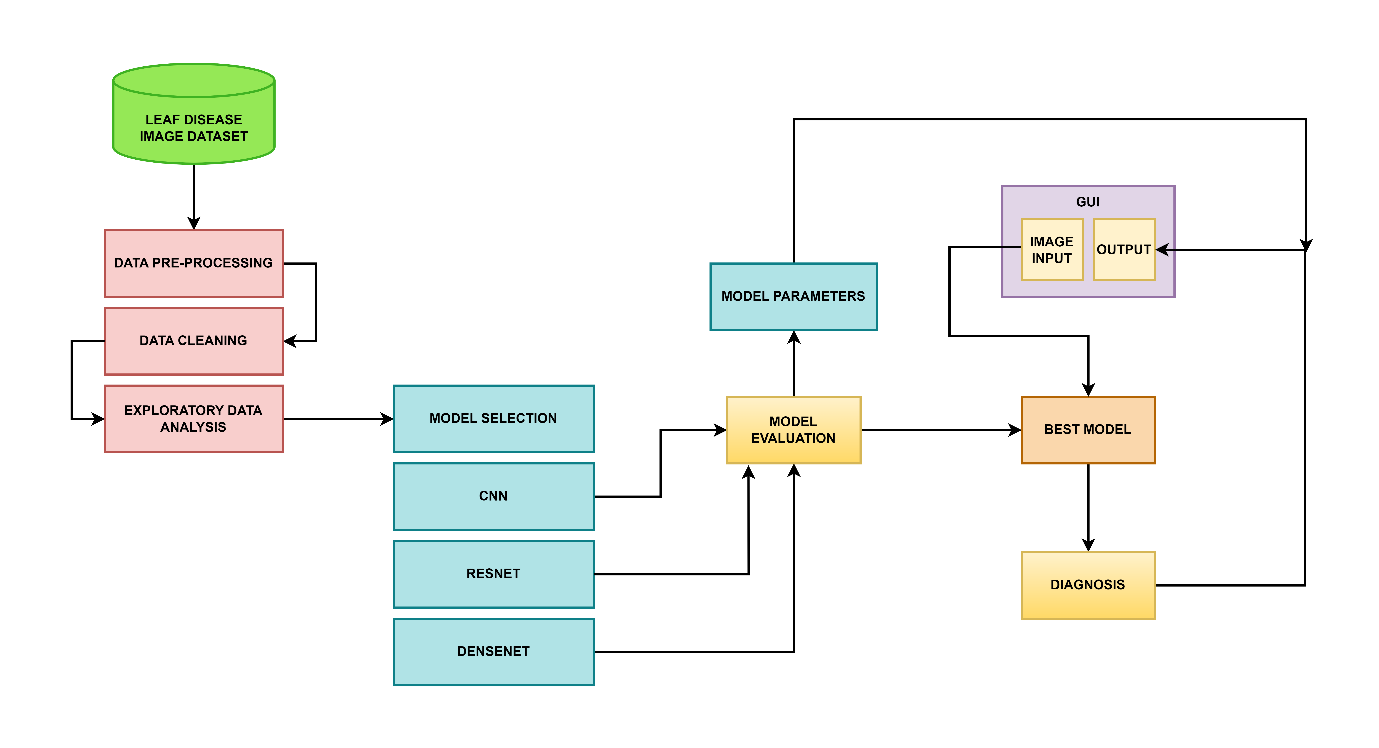 LEAF DISEASE
IMAGE DATASET
DATA PRE-PROCESSING
DATA CLEANING
EXPLORATORY DATA
ANALYSIS
MODEL SELECTION
CNN
RESNET
DENSENET
MODEL PARAMETERS
MODEL
EVALUATION
GUI
IMAGE
INPUT
OUTPUT
BEST MODEL
DIAGNOSIS